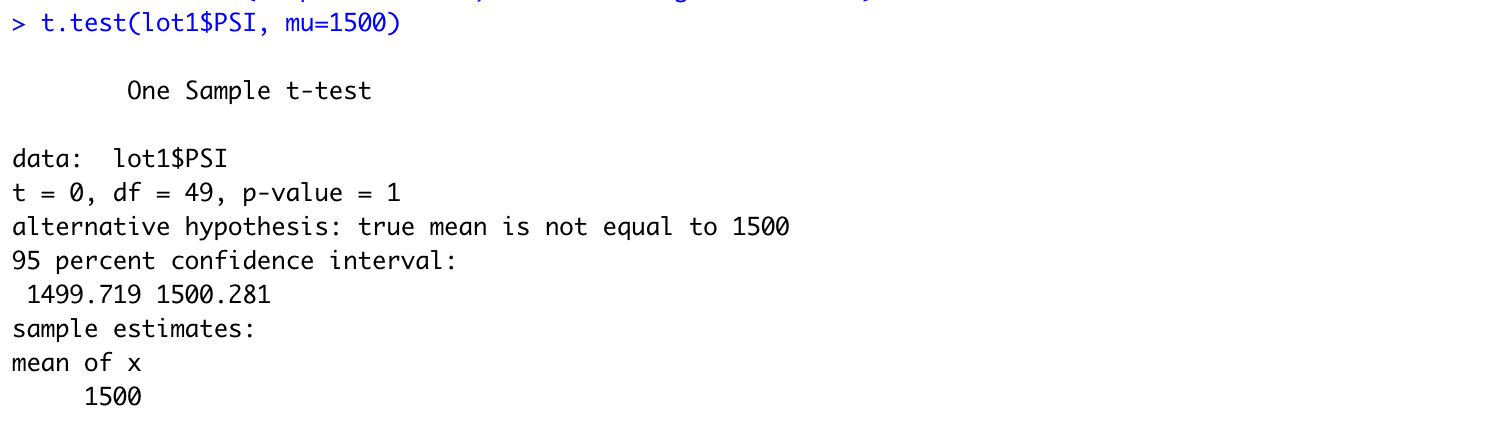 > t.test(lot1$PSI, mu=1500)
One Sample t-test
data:  lot1$PSI
t = 0, df = 49, p-value = 1
alternative hypothesis: true mean is not equal to 1500
95 percent confidence interval:
 1499.719 1500.281
sample estimates:
mean of x
     1500